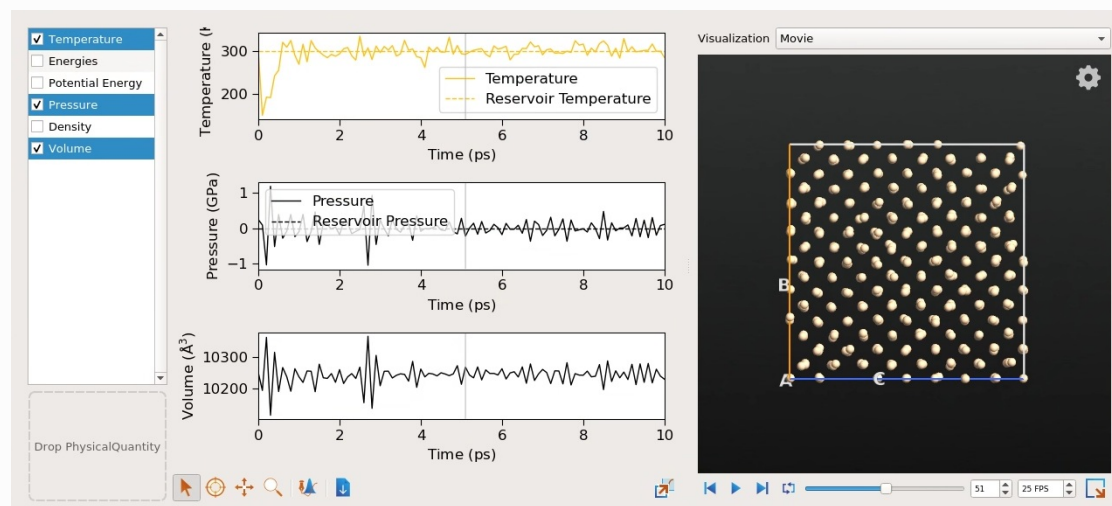 Temperature
Energies
Potential Energy
Pressure
Density
Volume
Drop PhysicalQuantity
Temperature (
300
200
Temperature
Reservoir Temperature
0 2 4 6 8 10
Time (ps)
Pressure (GPa)
1
0
−1
Pressure
Reservoir Pressure
0 2 4 6 8 10
Time (ps)
Volume (Å³)
10300
10200
0 2 4 6 8 10
Time (ps)
Visualization Movie
B
A C
51 25 FPS